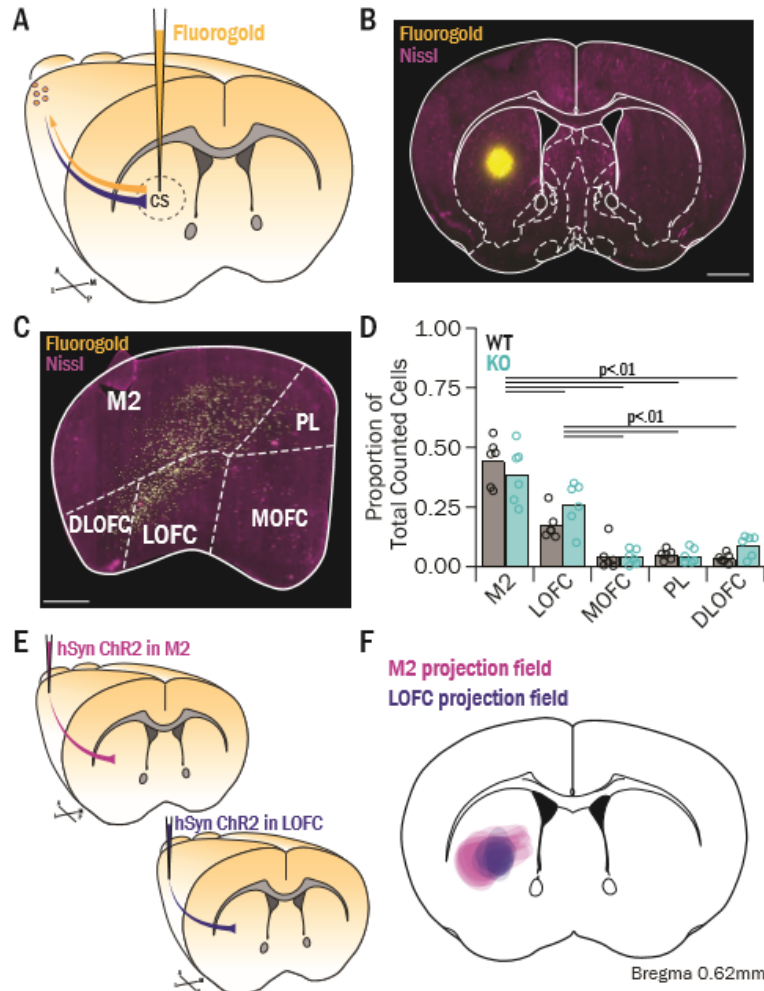 A
Fluorogold
CS
A
M
P
B
Fluorogold
Nissl
C
Fluorogold
Nissl
M2
PL
DLOFC
LOFC
MOFC
D
Proportion of
Total Counted Cells
1.00
0.75
0.50
0.25
0.00
WT
KO
p<.01
p<.01
M2
LOFC
MOFC
PL
DLOFC
E
hSyn ChR2 in M2
hSyn ChR2 in LOFC
F
M2 projection field
LOFC projection field
Bregma 0.62mm